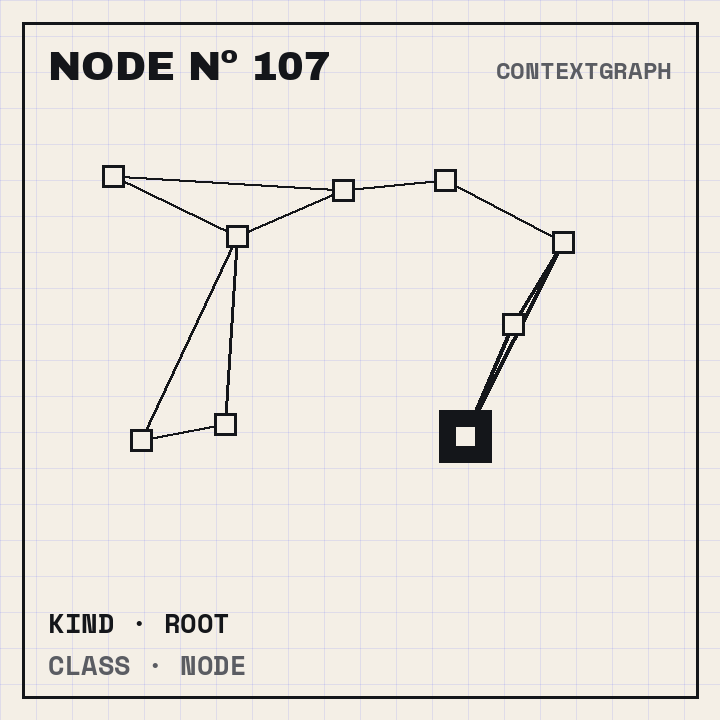 NODE Nº 107
CONTEXTGRAPH
KIND · ROOT
CLASS · NODE